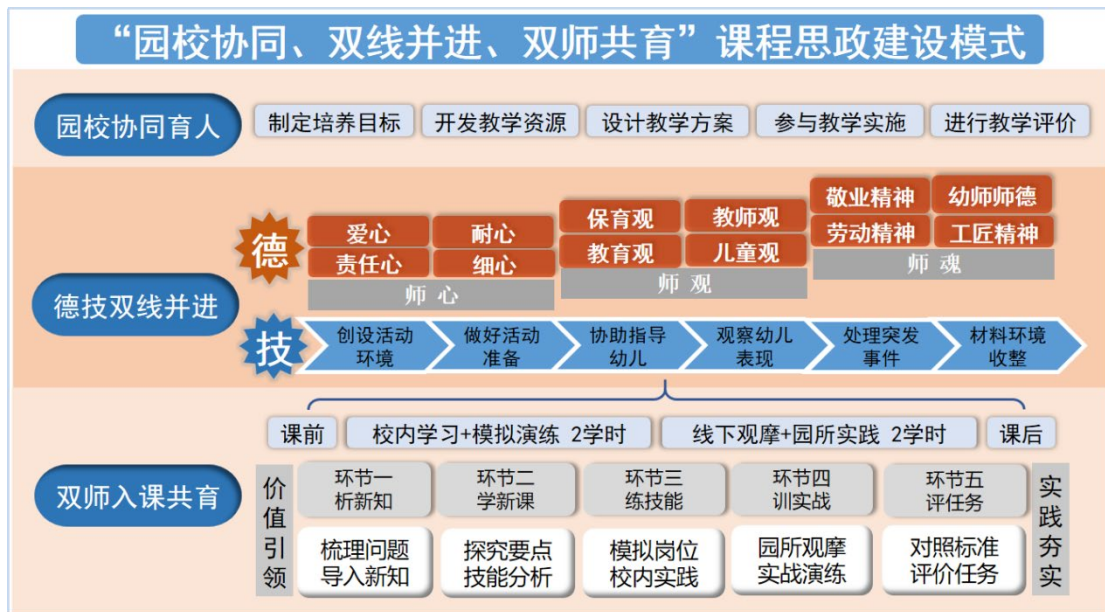 “园校协同、双线并进、双师共育”课程思政建设模式
园校协同育人
制定培养目标
开发教学资源
设计教学方案
参与教学实施
进行教学评价
德技双线并进
德
爱心
耐心
责任心
细心
师 心
保育观
教师观
教育观
儿童观
师 观
敬业精神
幼师师德
劳动精神
工匠精神
师 魂
技
创设活动
环境
做好活动
准备
协助指导
幼儿
观察幼儿
表现
处理突发
事件
材料环境
收整
双师入课共育
课前
校内学习+模拟演练 2学时
线下观摩+园所实践 2学时
课后
价值引领
环节一
析新知
环节二
学新课
环节三
练技能
环节四
训实战
环节五
评任务
梳理问题
导入新知
探究要点
技能分析
模拟岗位
校内实践
园所观摩
实战演练
对照标准
评价任务
实践夯实